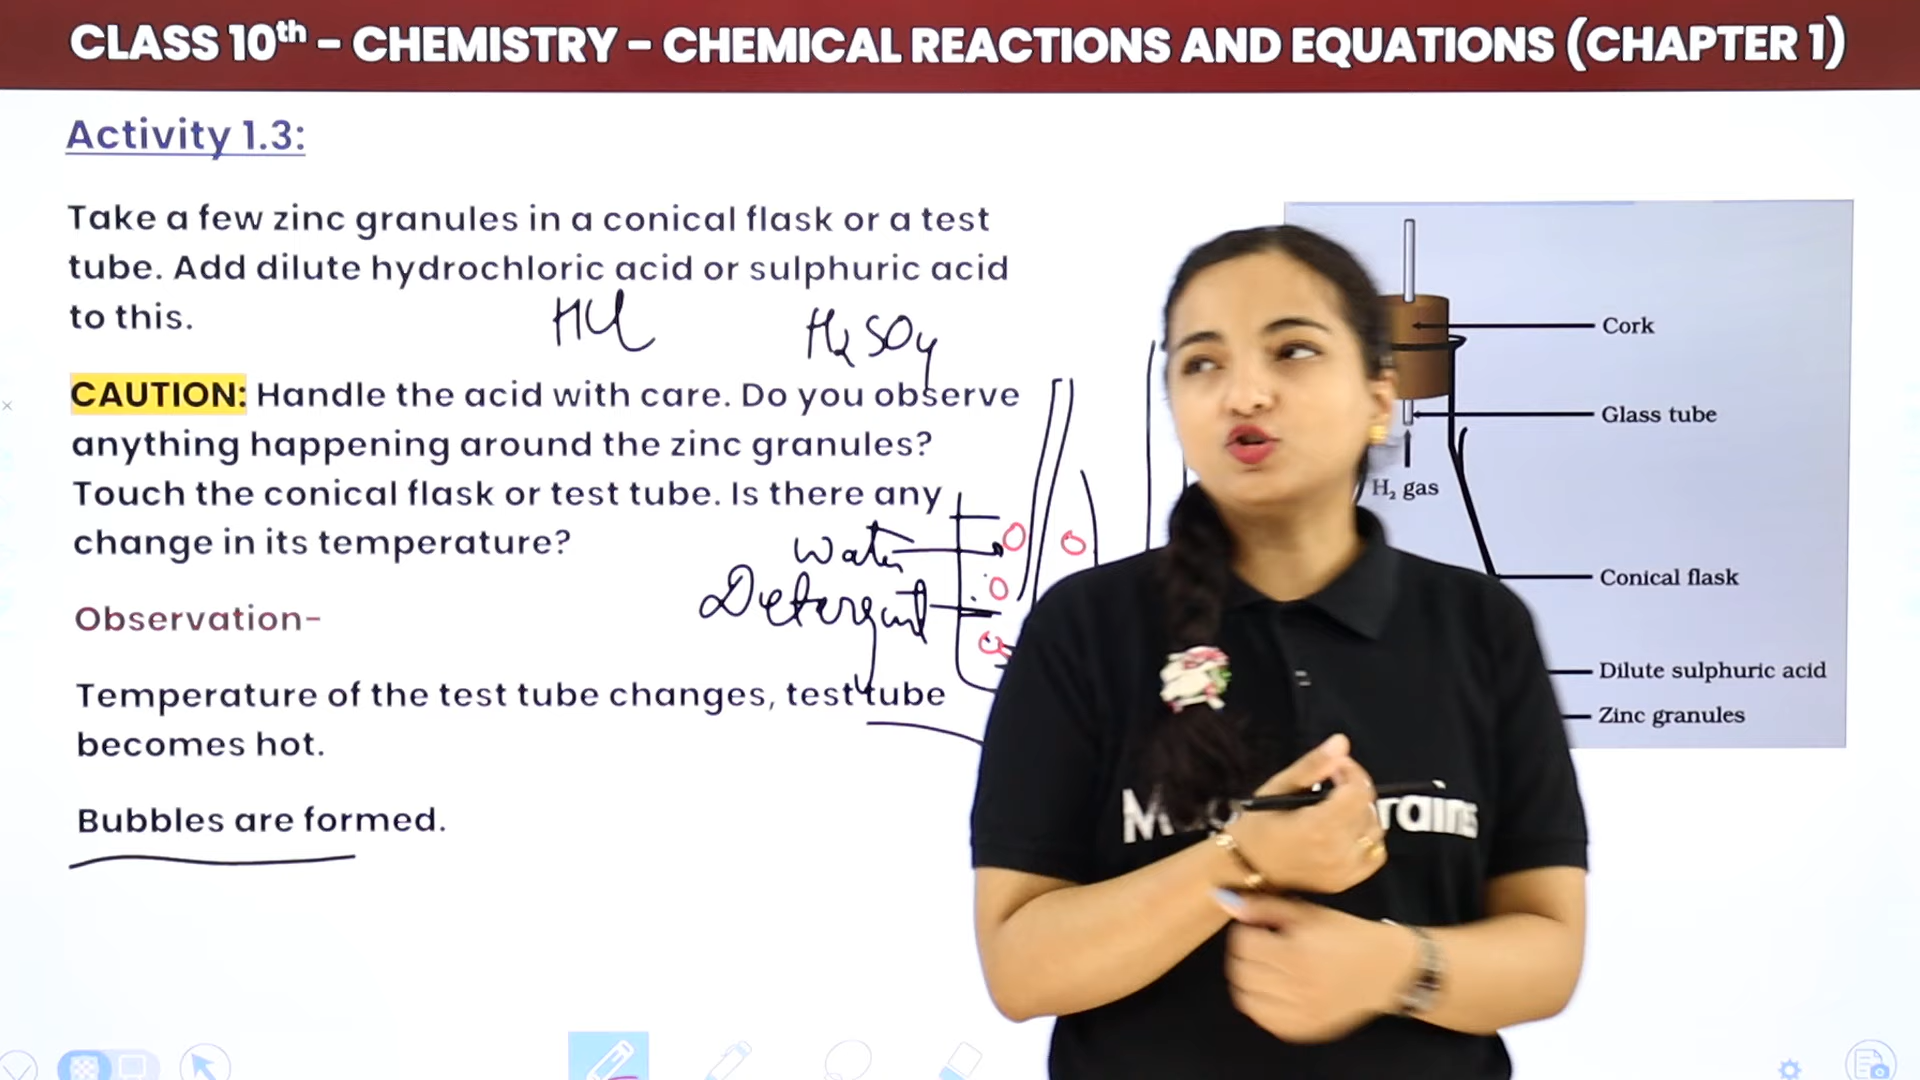 CLASS 10th – CHEMISTRY – CHEMICAL REACTIONS AND EQUATIONS (CHAPTER 1)
Activity 1.3:
Take a few zinc granules in a conical flask or a test
tube. Add dilute hydrochloric acid or sulphuric acid
to this.
HCl
H2SO4
CAUTION: Handle the acid with care. Do you observe
anything happening around the zinc granules?
Touch the conical flask or test tube. Is there any
change in its temperature?
Water
Detergent
Observation-
Temperature of the test tube changes, test tube
becomes hot.
Bubbles are formed.
Cork
Glass tube
H₂ gas
Conical flask
Dilute sulphuric acid
Zinc granules